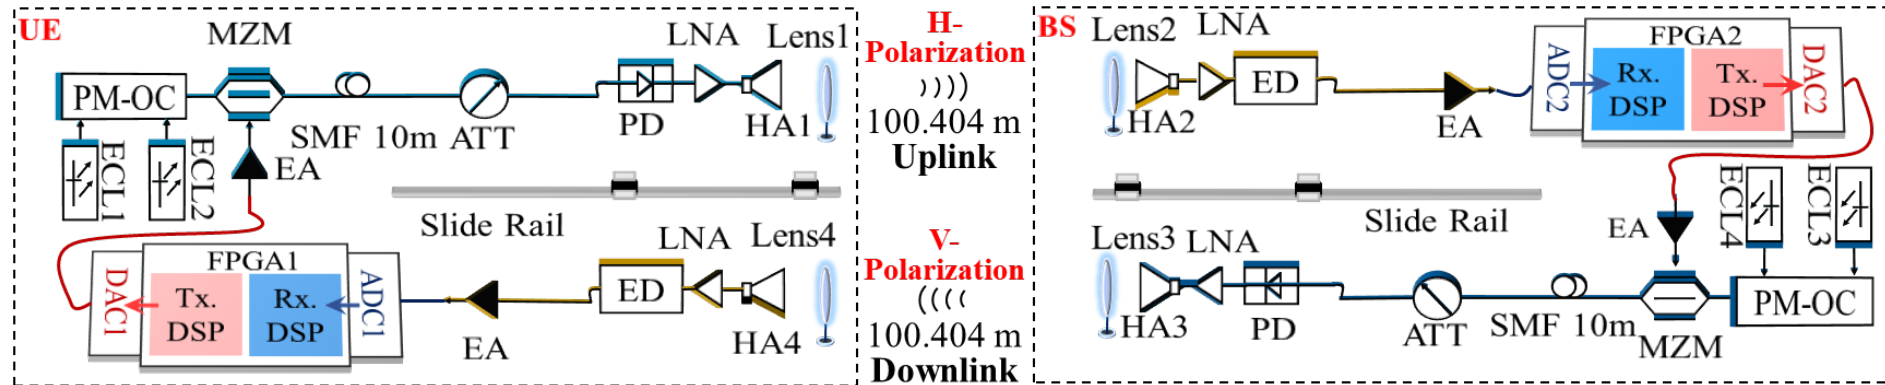 UE
MZM
LNA
Lens1
PM-OC
SMF 10m
ATT
PD
HA1
ECL1
ECL2
EA
Slide Rail
FPGA1
DAC1
Tx.
DSP
Rx.
DSP
ADC1
EA
ED
LNA
Lens4
HA4
H-
Polarization
100.404 m
Uplink
V-
Polarization
100.404 m
Downlink
BS
Lens2
LNA
HA2
ED
EA
ADC2
FPGA2
Rx.
DSP
Tx.
DSP
DAC2
Slide Rail
EA
ECL4
ECL3
Lens3
LNA
HA3
PD
ATT
SMF 10m
MZM
PM-OC